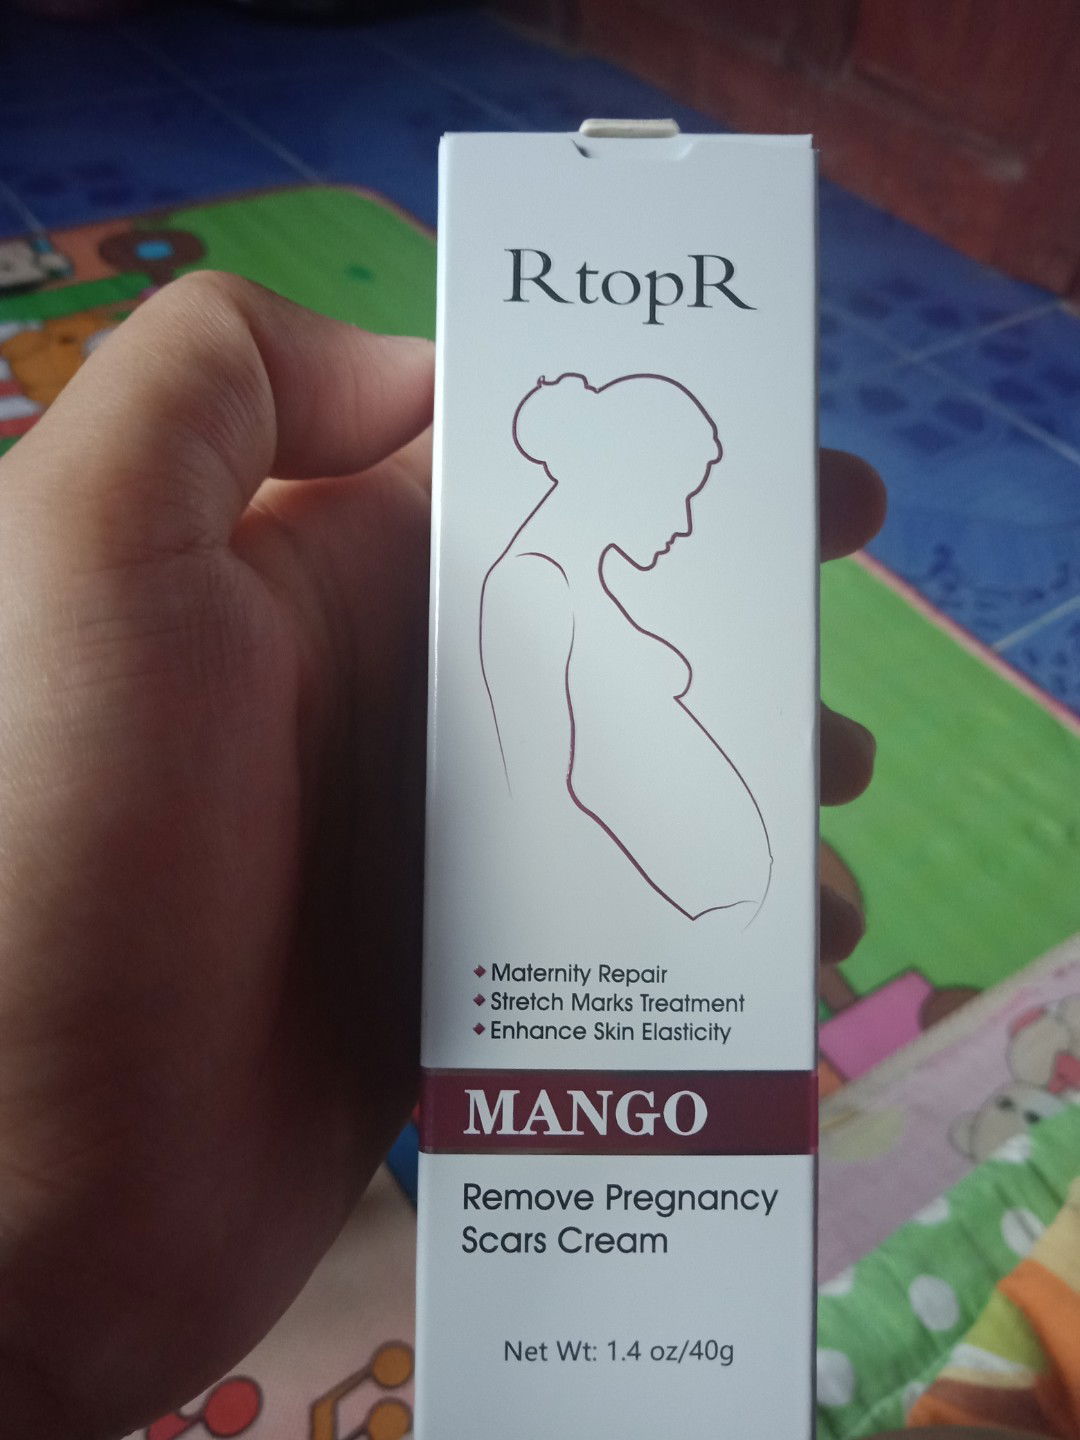 RtopR
Maternity Repair
Stretch Marks Treatment
Enhance Skin Elasticity
MANGO
Remove Pregnancy
Scars Cream
Net Wt: 1.4 oz/40g